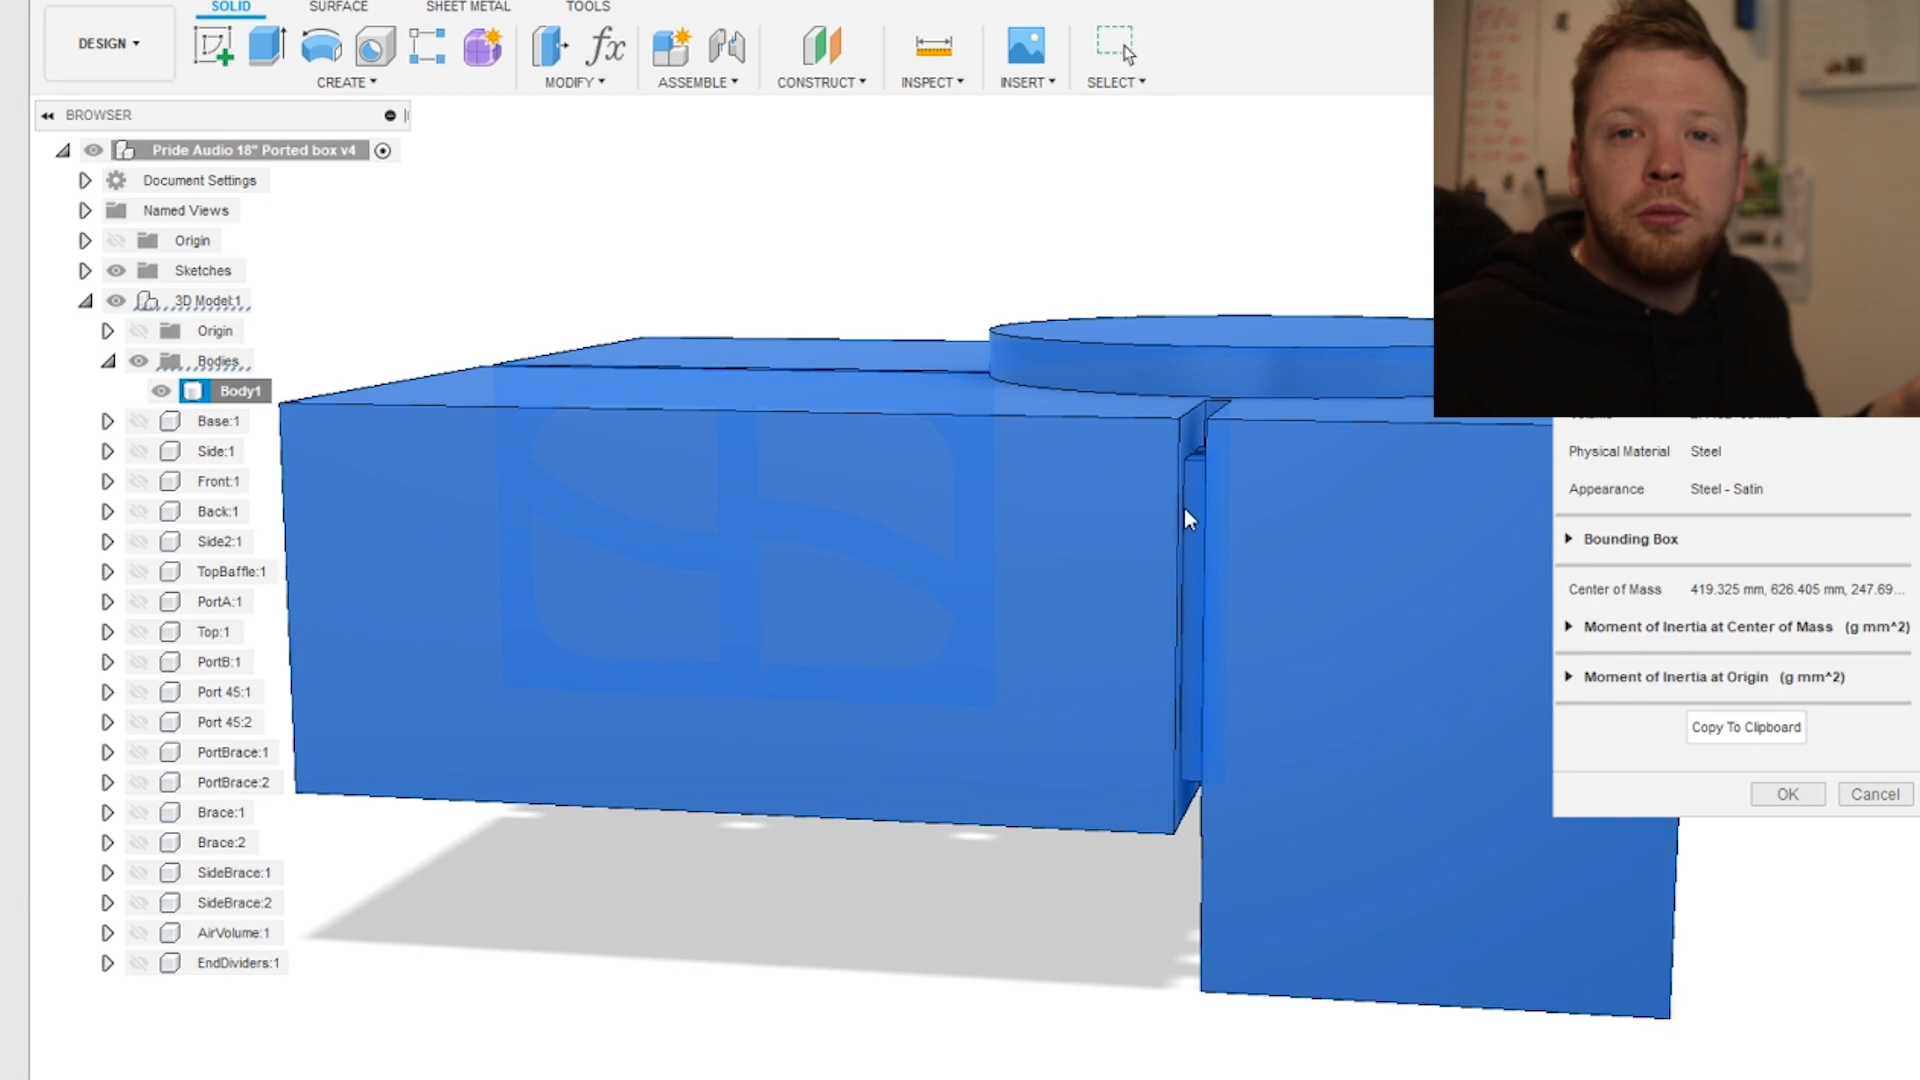 SOLID SURFACE SHEET METAL TOOLS
DESIGN
fx
CREATE MODIFY ASSEMBLE CONSTRUCT INSPECT INSERT SELECT
BROWSER
Pride Audio 18" Ported box v4
Document Settings
Named Views
Origin
Sketches
3D Model:1
Origin
Bodies
Body1
Base:1
Side:1
Front:1
Back:1
Side2:1
TopBaffle:1
PortA:1
Top:1
PortB:1
Port 45:1
Port 45:2
PortBrace:1
PortBrace:2
Brace:1
Brace:2
SideBrace:1
SideBrace:2
AirVolume:1
EndDividers:1
Physical Material Steel
Appearance Steel - Satin
Bounding Box
Center of Mass 419.325 mm, 626.405 mm, 247.69...
Moment of Inertia at Center of Mass (g mm^2)
Moment of Inertia at Origin (g mm^2)
Copy To Clipboard
OK Cancel